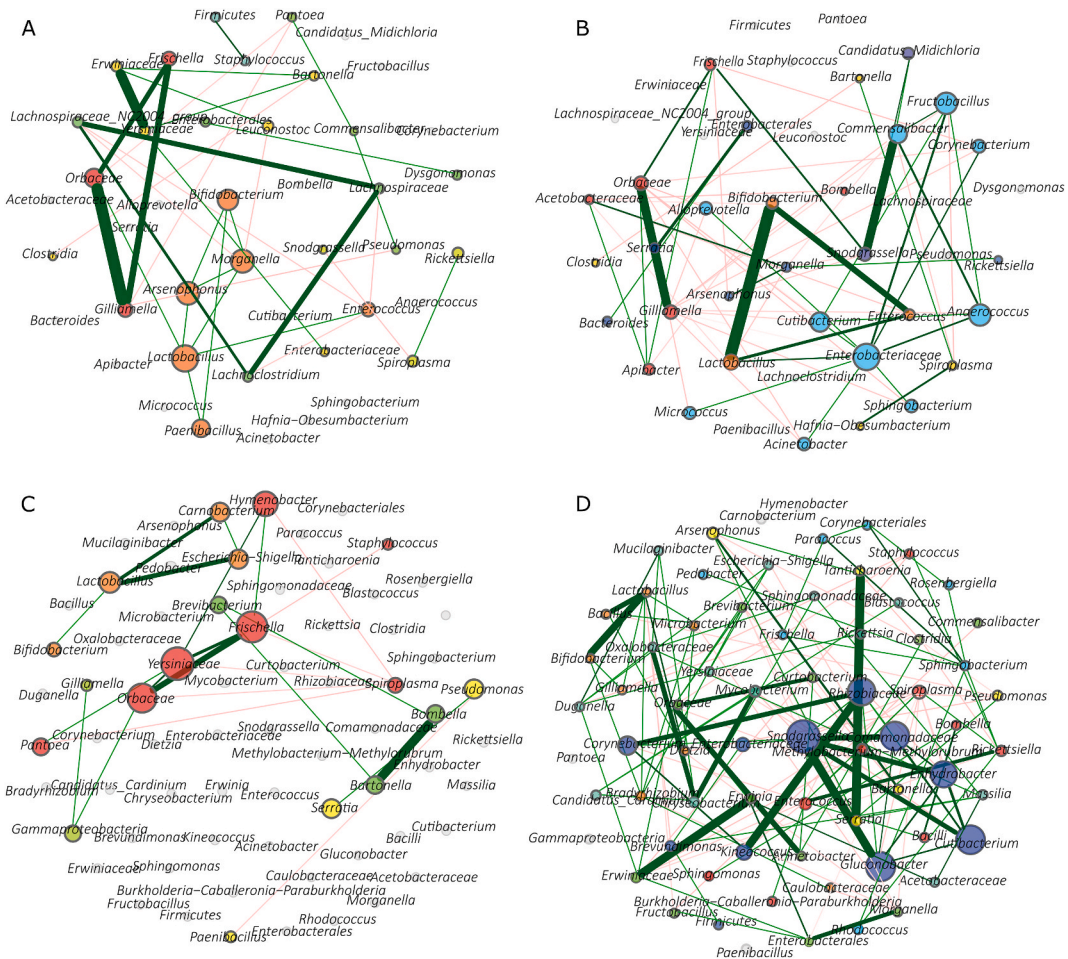 A
Firmicutes
Pantoea
Candidatus_Midichloria
Frischella
Erwiniaceae
Staphylococcus
Fructobacillus
Bartonella
Lachnospiraceae_NC2004_group
Enterobacterales
Yersiniaceae
Leuconostoc
Commensalibacter
Corynebacterium
Orbaceae
Dysgonomonas
Bombella
Lachnospiraceae
Acetobacteraceae
Alloprevotella
Bifidobacterium
Serratia
Clostridia
Snodgrassella
Pseudomonas
Rickettsiella
Morganella
Arsenophonus
Gilliamella
Bacteroides
Anaerococcus
Enterococcus
Cutibacterium
Lactobacillus
Apibacter
Enterobacteriaceae
Spiroplasma
Lachnoclostridium
Micrococcus
Sphingobacterium
Paenibacillus
Hafnia-Obesumbacterium
Acinetobacter
B
Firmicutes
Pantoea
Candidatus_Midichloria
Frischella
Staphylococcus
Erwiniaceae
Bartonella
Fructobacillus
Lachnospiraceae_NC2004_group
Enterobacterales
Yersiniaceae
Leuconostoc
Commensalibacter
Corynebacterium
Orbaceae
Dysgonomonas
Bombella
Acetobacteraceae
Bifidobacterium
Lachnospiraceae
Alloprevotella
Serratia
Snodgrassella
Pseudomonas
Clostridia
Morganella
Rickettsiella
Arsenophonus
Gilliamella
Bacteroides
Cutibacterium
Enterococcus
Anaerococcus
Lactobacillus
Enterobacteriaceae
Apibacter
Spiroplasma
Lachnoclostridium
Micrococcus
Sphingobacterium
Paenibacillus
Hafnia-Obesumbacterium
Acinetobacter
C
Hymenobacter
Carnobacterium
Corynebacteriales
Arsenophonus
Paracoccus
Mucilaginibacter
Staphylococcus
Escherichia-Shigella
Tanticharoenia
Pedobacter
Lactobacillus
Rosenbergiella
Sphingomonadaceae
Blastococcus
Bacillus
Brevibacterium
Microbacterium
Frischella
Rickettsia
Clostridia
Oxalobacteraceae
Bifidobacterium
Yersiniaceae
Curtobacterium
Sphingobacterium
Gilliamella
Mycobacterium
Rhizobiaceae
Spiroplasma
Duganella
Orbaceae
Pseudomonas
Bombella
Snodgrassella
Comamonadaceae
Corynebacterium
Enterobacteriaceae
Rickettsiella
Pantoea
Dietzia
Methylobacterium-Methylorubrum
Enhydrobacter
Candidatus_Cardinium
Erwinia
Bartonella
Massilia
Bradyrhizobium
Chryseobacterium
Enterococcus
Serratia
Gammaproteobacteria
Brevundimonas
Kineococcus
Cutibacterium
Acinetobacter
Bacilli
Gluconobacter
Erwiniaceae
Sphingomonas
Caulobacteraceae
Acetobacteraceae
Burkholderia-Caballeronia-Paraburkholderia
Morganella
Fructobacillus
Firmicutes
Rhodococcus
Enterobacterales
Paenibacillus
D
Hymenobacter
Carnobacterium
Corynebacteriales
Arsenophonus
Paracoccus
Mucilaginibacter
Staphylococcus
Escherichia-Shigella
Tanticharoenia
Pedobacter
Rosenbergiella
Lactobacillus
Sphingomonadaceae
Blastococcus
Bacillus
Brevibacterium
Microbacterium
Commensalibacter
Frischella
Rickettsia
Clostridia
Oxalobacteraceae
Bifidobacterium
Yersiniaceae
Sphingobacterium
Curtobacterium
Gilliamella
Mycobacterium
Rhizobiaceae
Spiroplasma
Pseudomonas
Duganella
Orbaceae
Bombella
Snodgrassella
Comamonadaceae
Corynebacterium
Enterobacteriaceae
Dietzia
Methylobacterium-Methylorubrum
Rickettsiella
Pantoea
Enhydrobacter
Bradyrhizobium
Bartonella
Massilia
Erwinia
Chryseobacterium
Enterococcus
Serratia
Gammaproteobacteria
Brevundimonas
Kineococcus
Bacilli
Cutibacterium
Acinetobacter
Gluconobacter
Erwiniaceae
Sphingomonas
Caulobacteraceae
Acetobacteraceae
Burkholderia-Caballeronia-Paraburkholderia
Fructobacillus
Morganella
Firmicutes
Rhodococcus
Enterobacterales
Paenibacillus